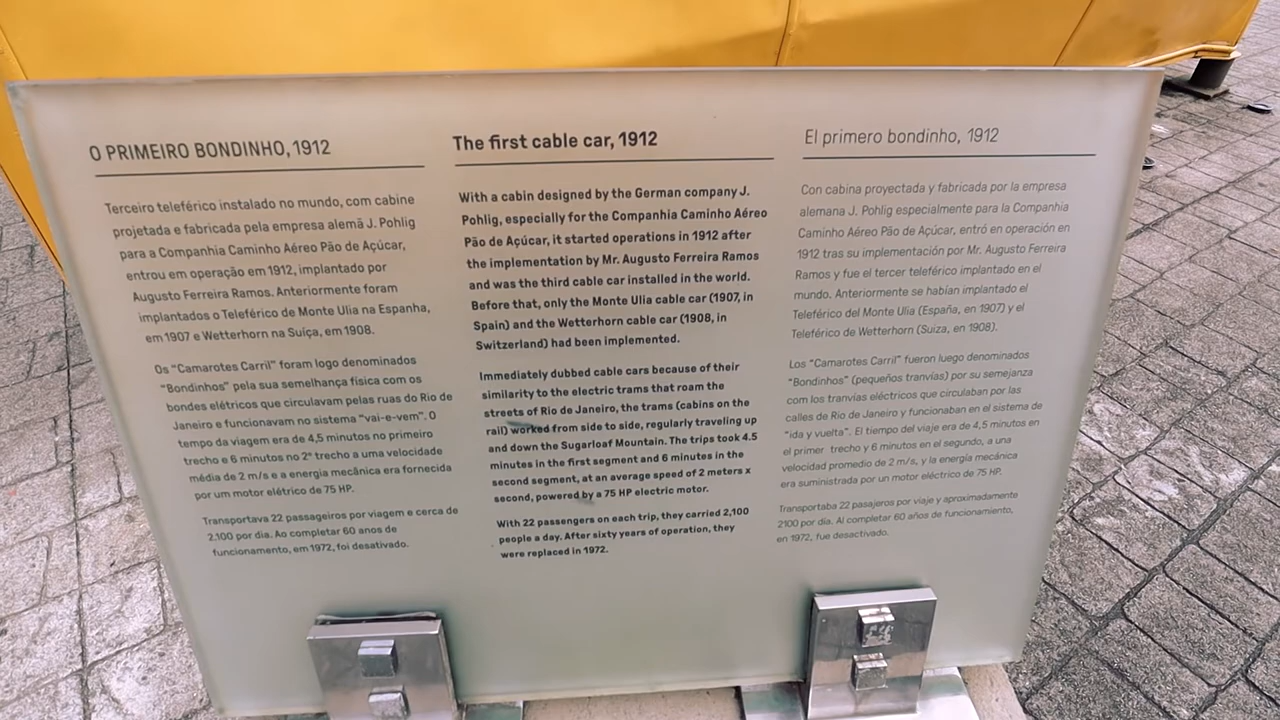 O PRIMEIRO BONDINHO, 1912
Terceiro teleférico instalado no mundo, com cabine
projetada e fabricada pela empresa alemã J. Pohlig
para a Companhia Caminho Aéreo Pão de Açúcar,
entrou em operação em 1912, implantado por
Augusto Ferreira Ramos. Anteriormente foram
implantados o Teleférico de Monte Ulia na Espanha,
em 1907 e Wetterhorn na Suíça, em 1908.
Os "Camarotes Carril" foram logo denominados
"Bondinhos" pela sua semelhança física com os
bondes elétricos que circulavam pelas ruas do Rio de
Janeiro e funcionavam no sistema "vai-e-vem". O
tempo da viagem era de 4,5 minutos no primeiro
trecho e 6 minutos no 2º trecho a uma velocidade
média de 2 m/s e a energia mecânica era fornecida
por um motor elétrico de 75 HP.
Transportava 22 passageiros por viagem e cerca de
2.100 por dia. Ao completar 60 anos de
funcionamento, em 1972, foi desativado.
The first cable car, 1912
With a cabin designed by the German company J.
Pohlig, especially for the Companhia Caminho Aéreo
Pão de Açúcar, it started operations in 1912 after
the implementation by Mr. Augusto Ferreira Ramos
and was the third cable car installed in the world.
Before that, only the Monte Ulia cable car (1907, in
Spain) and the Wetterhorn cable car (1908, in
Switzerland) had been implemented.
Immediately dubbed cable cars because of their
similarity to the electric trams that roam the
streets of Rio de Janeiro, the trams (cabins on the
rail) worked from side to side, regularly traveling up
and down the Sugarloaf Mountain. The trips took 4.5
minutes in the first segment and 6 minutes in the
second segment, at an average speed of 2 meters x
second, powered by a 75 HP electric motor.
With 22 passengers on each trip, they carried 2,100
people a day. After sixty years of operation, they
were replaced in 1972.
El primero bondinho, 1912
Con cabina proyectada y fabricada por la empresa
alemana J. Pohlig especialmente para la Companhia
Caminho Aéreo Pão de Açúcar, entró en operación en
1912 tras su implementación por Mr. Augusto Ferreira
Ramos y fue el tercer teleférico implantado en el
mundo. Anteriormente se habían implantado el
Teleférico del Monte Ulia (España, en 1907) y el
Teleférico de Wetterhorn (Suiza, en 1908).
Los "Camarotes Carril" fueron luego denominados
"Bondinhos" (pequeños tranvías) por su semejanza
com los tranvías eléctricos que circulaban por las
calles de Rio de Janeiro y funcionaban en el sistema de
"ida y vuelta". El tiempo del viaje era de 4,5 minutos en
el primer trecho y 6 minutos en el segundo, a una
velocidad promedio de 2 m/s, y la energía mecánica
era suministrada por un motor eléctrico de 75 HP.
Transportaba 22 pasajeros por viaje y aproximadamente
2100 por dia. Al completar 60 años de funcionamiento,
en 1972, fue desactivado.